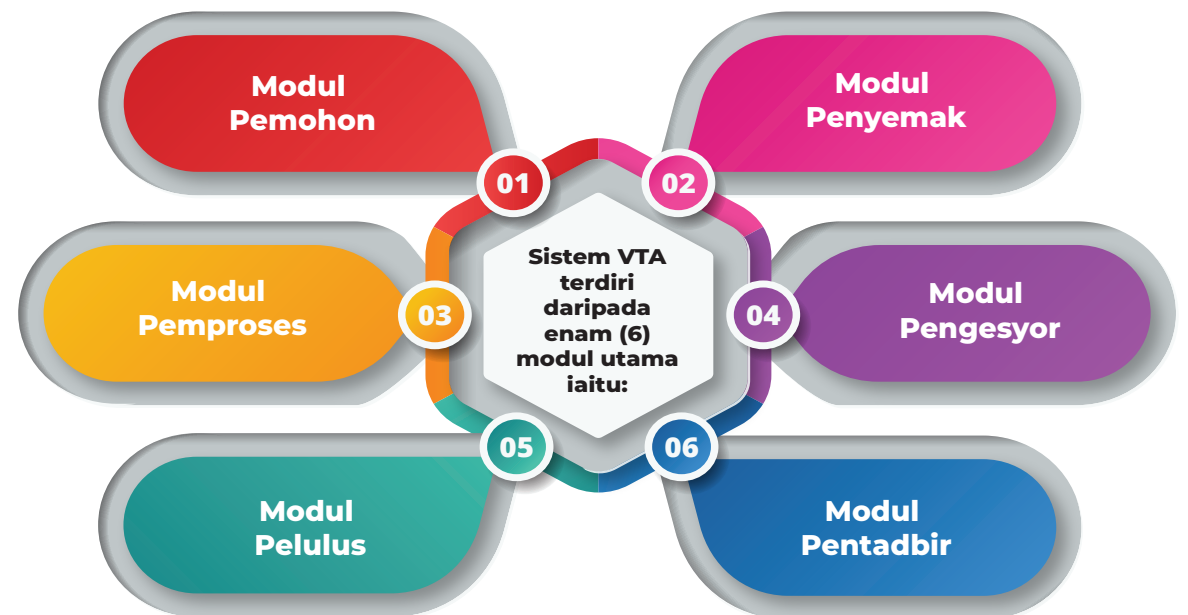 Sistem VTA
terdiri
daripada
enam (6)
modul utama
iaitu:
01
Modul
Pemohon
02
Modul
Penyemak
03
Modul
Pemproses
04
Modul
Pengesyor
05
Modul
Pelulus
06
Modul
Pentadbir